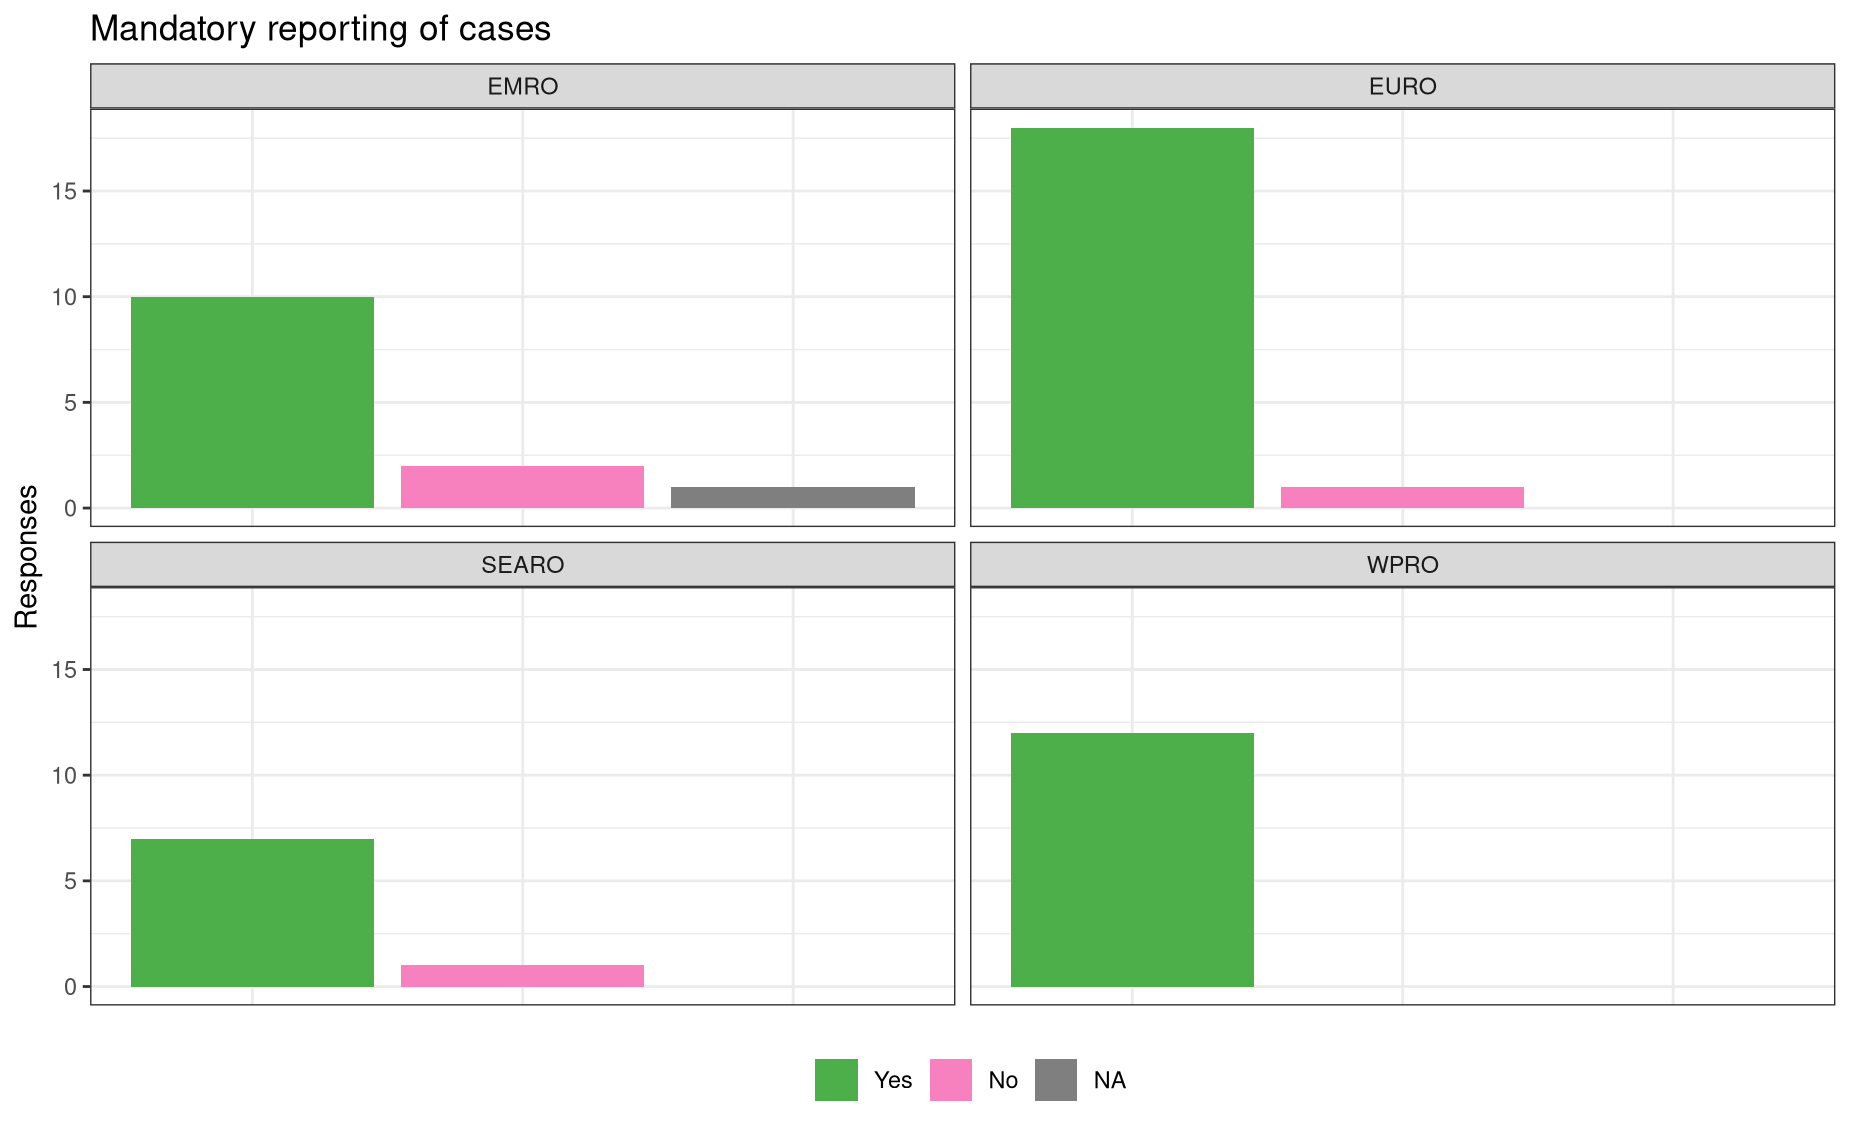 Mandatory reporting of cases
EMRO
EURO
15
10
5
0
SEARO
WPRO
15
10
5
0
Responses
Yes
No
NA